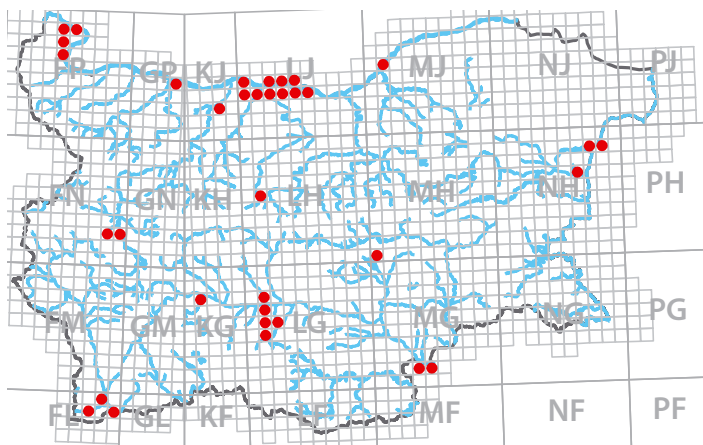 FP GP KJ LJ MJ NJ PJ
FN GN KH LH MH NH PH
FM GM KG LG MG NG PG
FL GL KF LF MF NF PF